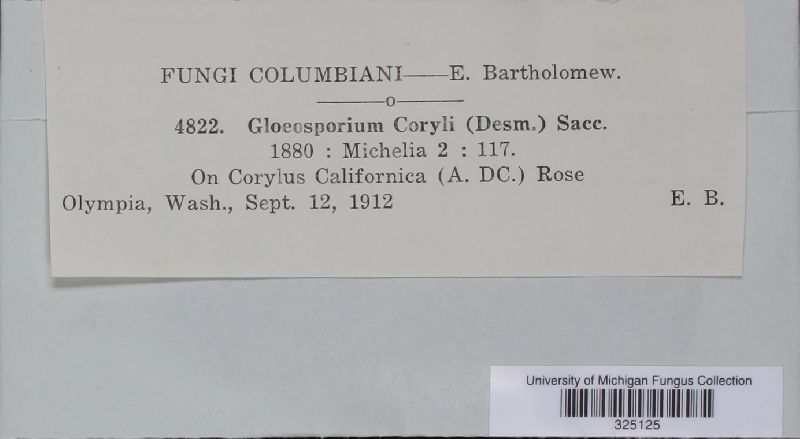 FUNGI COLUMBIANI——E. Bartholomew.
———o———
4822. Gloeosporium Coryli (Desm.) Sacc.
1880 : Michelia 2 : 117.
On Corylus Californica (A. DC.) Rose
Olympia, Wash., Sept. 12, 1912 E. B.
University of Michigan Fungus Collection
325125